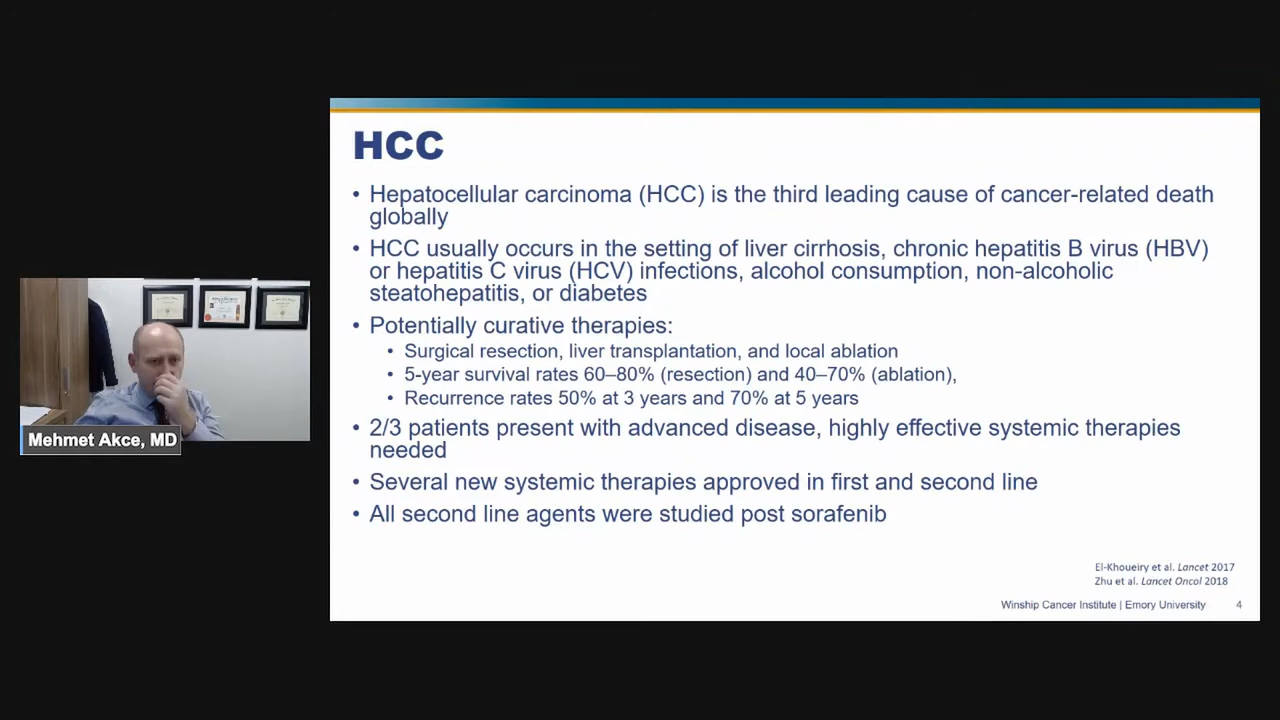 HCC
• Hepatocellular carcinoma (HCC) is the third leading cause of cancer-related death
globally
• HCC usually occurs in the setting of liver cirrhosis, chronic hepatitis B virus (HBV)
or hepatitis C virus (HCV) infections, alcohol consumption, non-alcoholic
steatohepatitis, or diabetes
• Potentially curative therapies:
• Surgical resection, liver transplantation, and local ablation
• 5-year survival rates 60–80% (resection) and 40–70% (ablation),
• Recurrence rates 50% at 3 years and 70% at 5 years
• 2/3 patients present with advanced disease, highly effective systemic therapies
needed
• Several new systemic therapies approved in first and second line
• All second line agents were studied post sorafenib
El-Khoueiry et al. Lancet 2017
Zhu et al. Lancet Oncol 2018
Winship Cancer Institute | Emory University 4
Mehmet Akce, MD